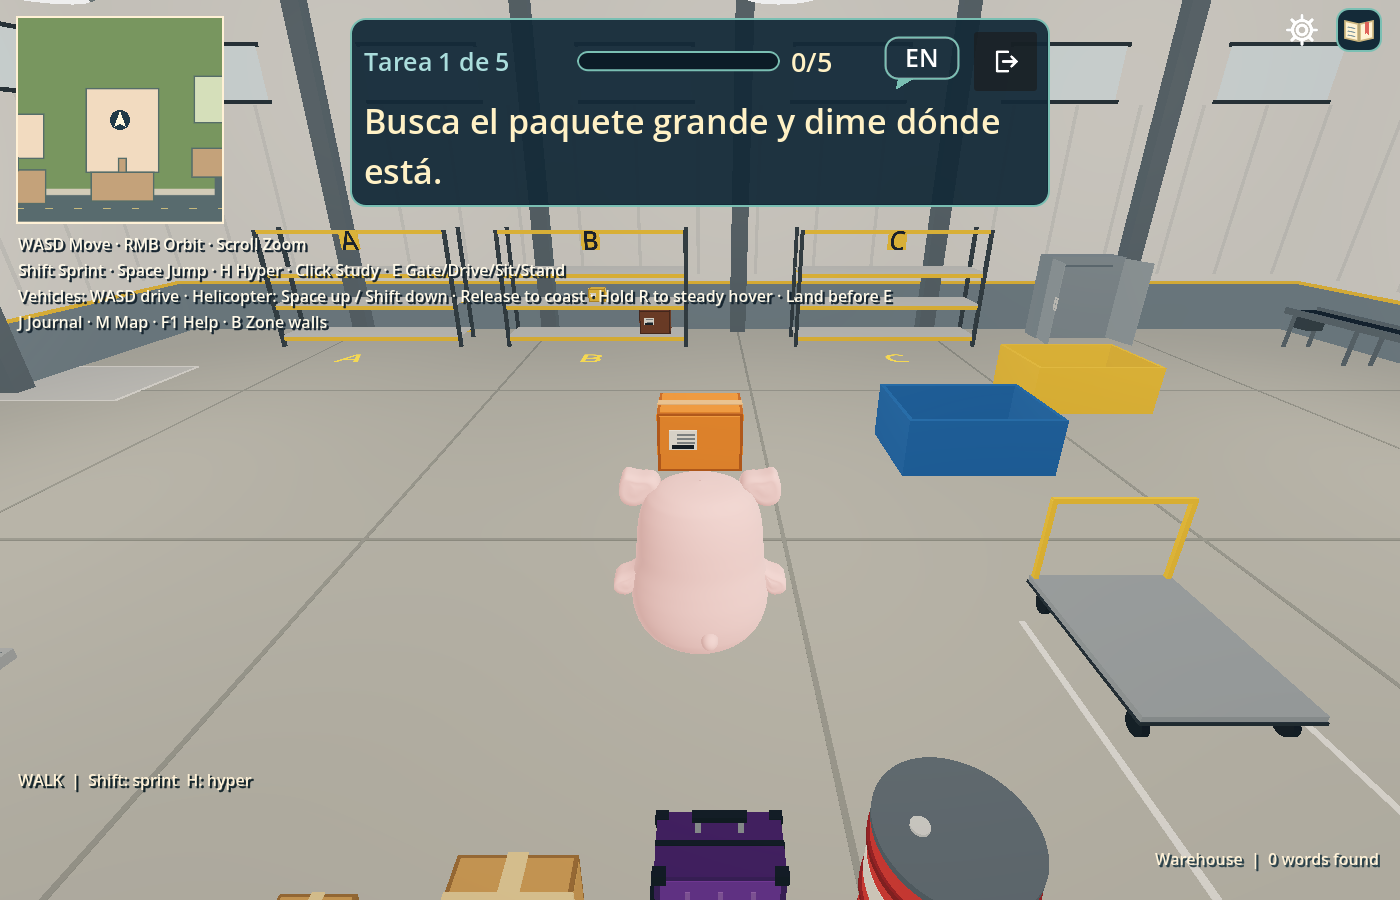 Tarea 1 de 5
0/5
EN
Busca el paquete grande y dime dónde
está.
A
B
C
WASD Move · RMB Orbit · Scroll Zoom
Shift Sprint · Space Jump · H Hyper · Click Study · E Gate/Drive/Sit/Stand
Vehicles: WASD drive · Helicopter: Space up / Shift down · Release to coast · Hold R to steady hover · Land before E
J Journal · M Map · F1 Help · B Zone walls
A
B
C
WALK | Shift: sprint H: hyper
Warehouse | 0 words found